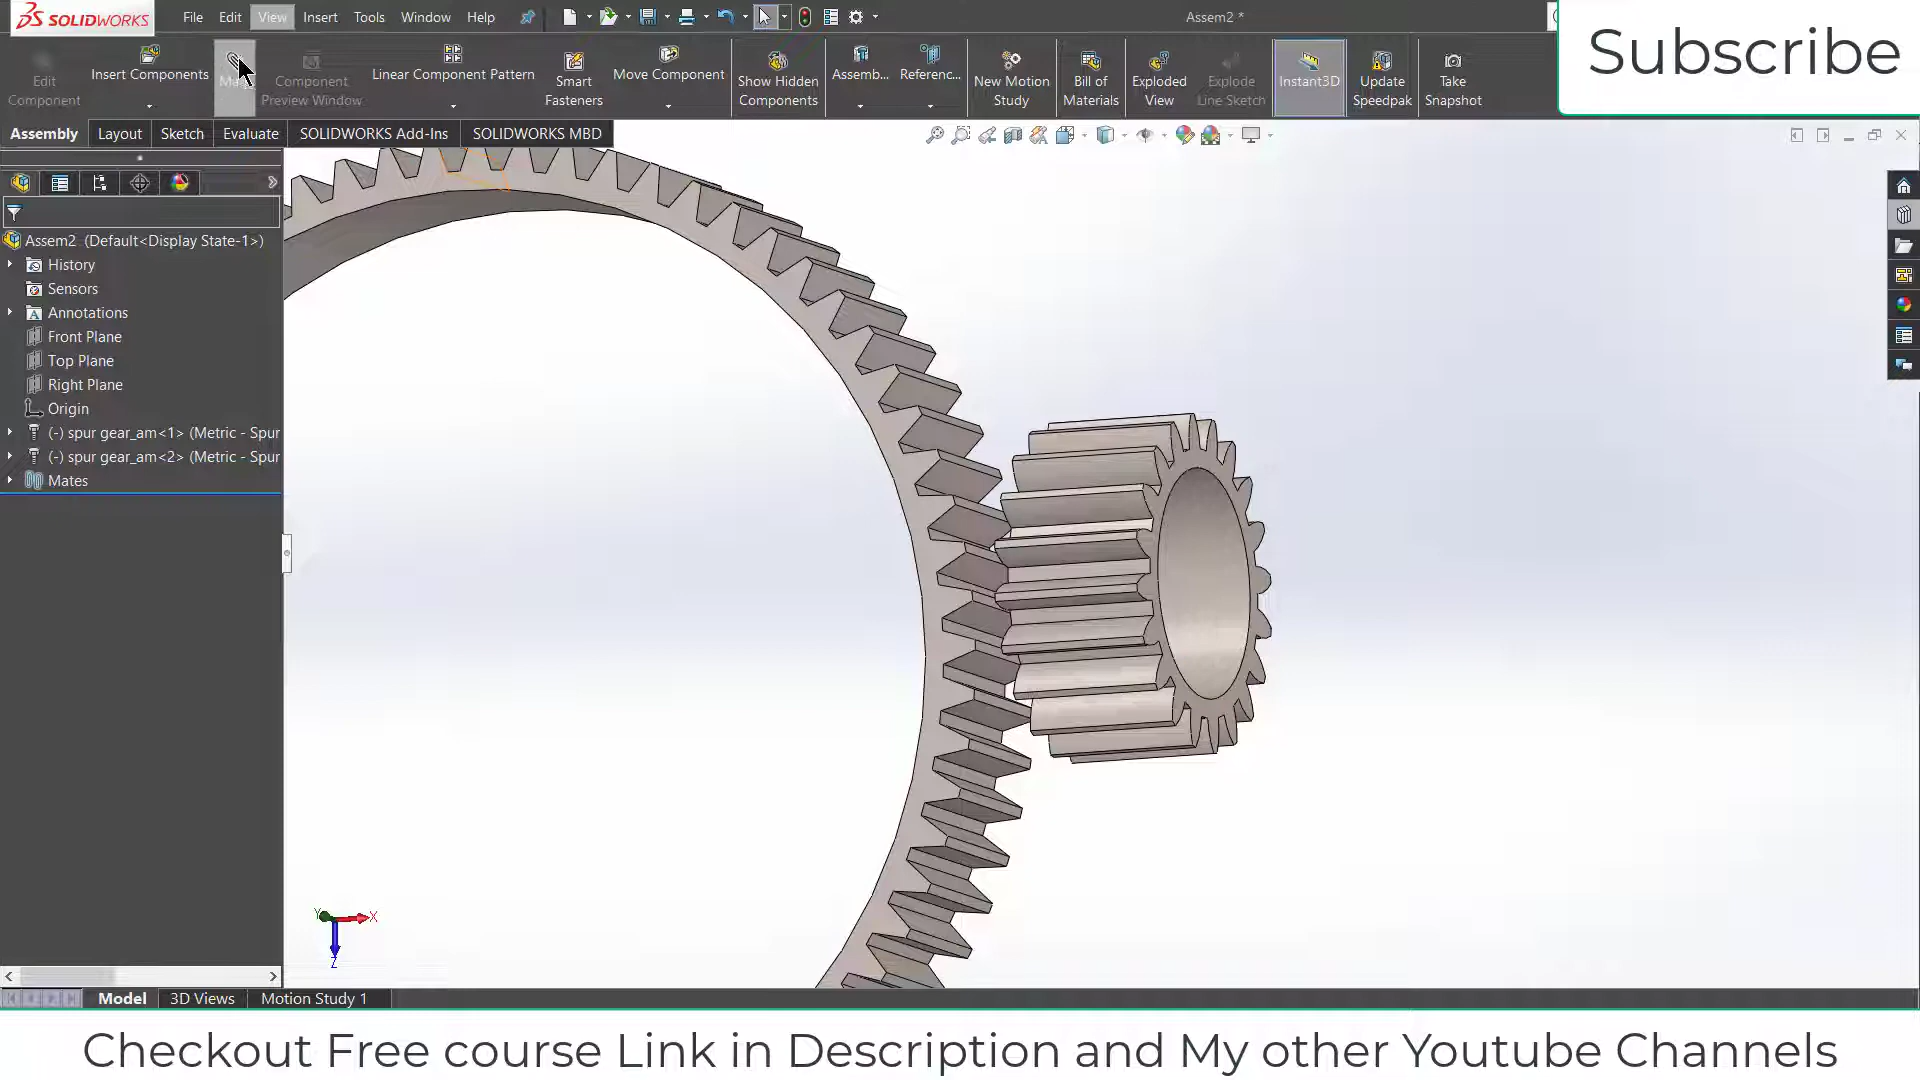 SOLIDWORKS
File Edit View Insert Tools Window Help
Assem2 *
Subscribe
Edit Component
Insert Components
Component Preview Window
Linear Component Pattern
Smart Fasteners
Move Component
Show Hidden Components
Assemb...
Referenc...
New Motion Study
Bill of Materials
Exploded View
Explode Line Sketch
Instant3D
Update Speedpak
Take Snapshot
Assembly Layout Sketch Evaluate SOLIDWORKS Add-Ins SOLIDWORKS MBD
Assem2 (Default<Display State-1>)
History
Sensors
A Annotations
Front Plane
Top Plane
Right Plane
Origin
(-) spur gear_am<1> (Metric - Spur
(-) spur gear_am<2> (Metric - Spur
Mates
Y X
Z
Model 3D Views Motion Study 1
Checkout Free course Link in Description and My other Youtube Channels